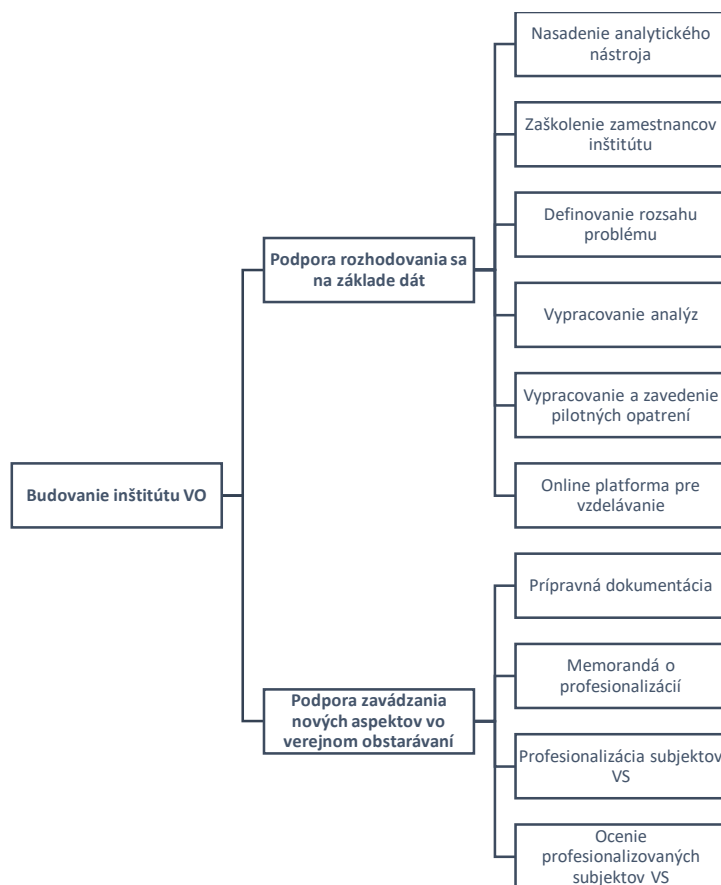 Nasadenie analytického
nástroja
Zaškolenie zamestnancov
inštitútu
Definovanie rozsahu
problému
Podpora rozhodovania sa
na základe dát
Vypracovanie analýz
Vypracovanie a zavedenie
pilotných opatrení
Online platforma pre
vzdelávanie
Budovanie inštitútu VO
Prípravná dokumentácia
Memorandá o
profesionalizácií
Podpora zavádzania
nových aspektov vo
verejnom obstarávaní
Profesionalizácia subjektov
VS
Ocenie
profesionalizovaných
subjektov VS